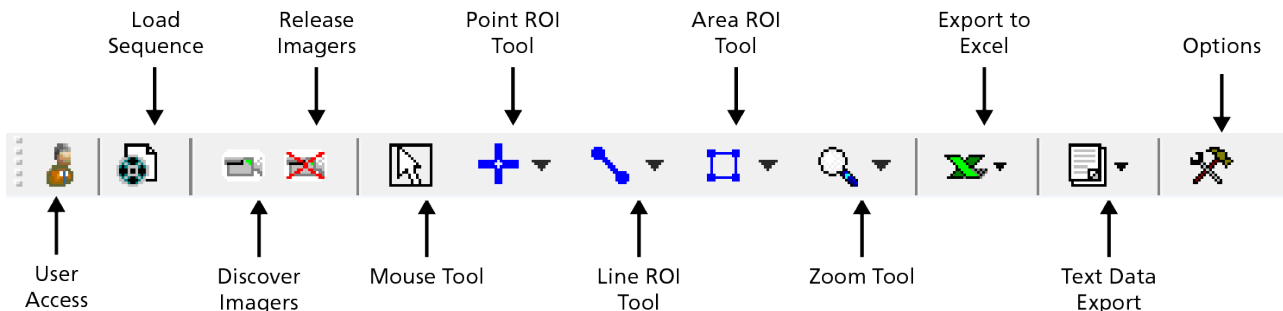 Load
Sequence
Release
Imagers
Point ROI
Tool
Area ROI
Tool
Export to
Excel
Options
User
Access
Discover
Imagers
Mouse Tool
Line ROI
Tool
Zoom Tool
Text Data
Export